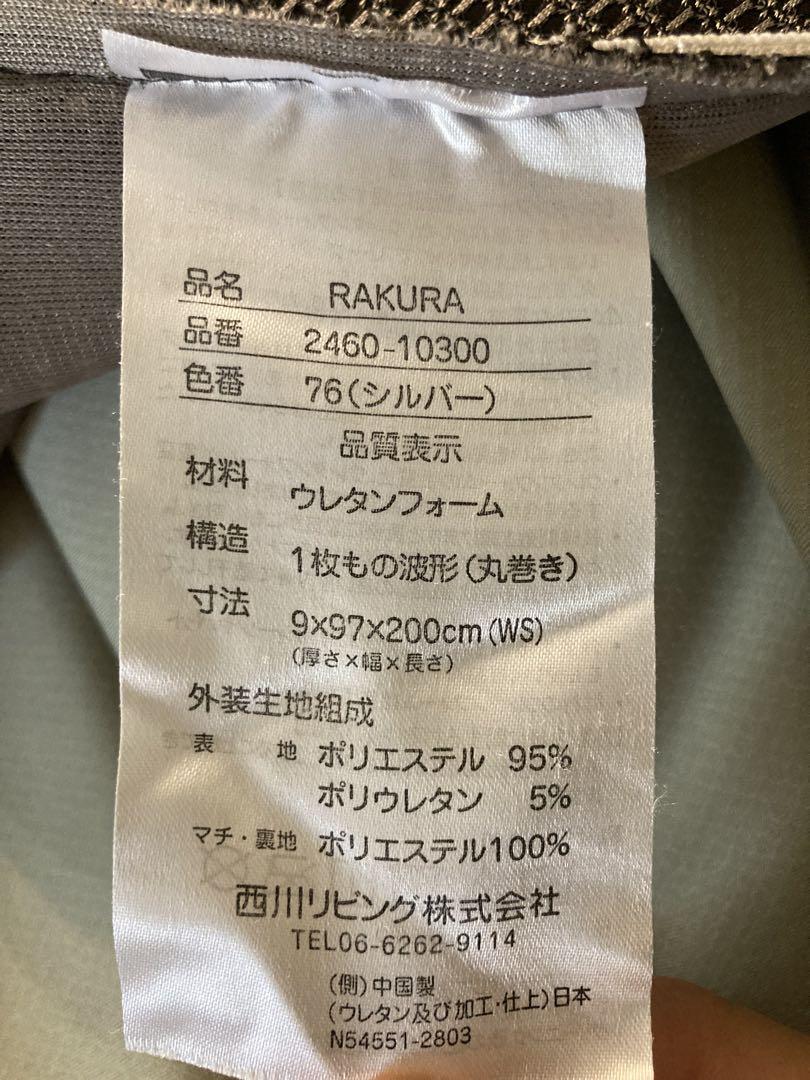 品名 RAKURA
品番 2460-10300
色番 76(シルバー)
品質表示
材料 ウレタンフォーム
構造 1枚もの波形(丸巻き)
寸法 9×97×200cm(WS)
(厚さ×幅×長さ)
外装生地組成
表 地 ポリエステル 95%
ポリウレタン 5%
マチ・裏地 ポリエステル100%
西川リビング株式会社
TEL06-6262-9114
(側)中国製
(ウレタン及び加工・仕上)日本
N54551-2803